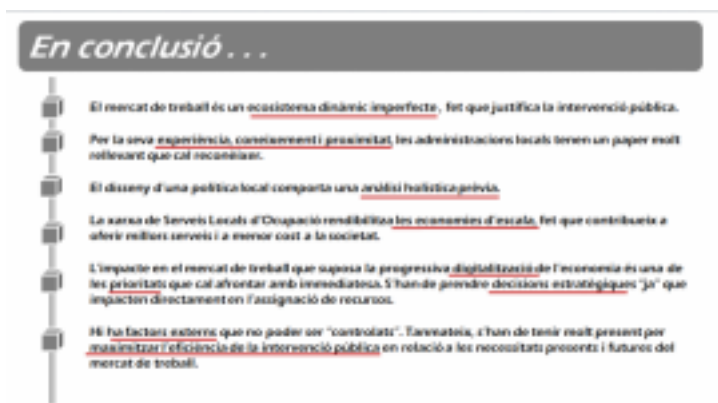 En conclusió . . .
El mercat de treball és un ecosistema dinàmic imperfecte, fet que justifica la intervenció pública.
Per la seva experiència, coneixement i proximitat, les administracions locals tenen un paper molt
rellevant que cal reconèixer.
El disseny d'una política local comporta una anàlisi holística prèvia.
La xarxa de Serveis Locals d'Ocupació rendibilitza les economies d'escala, fet que contribueix a
oferir millors serveis i a menor cost a la societat.
L'impacte en el mercat de treball que suposa la progressiva digitalització de l'economia és una de
les prioritats que cal afrontar amb immediatesa. S'han de prendre decisions estratègiques "ja" que
impacten directament en l'assignació de recursos.
Hi ha factors externs que no poder ser "controlats". Tanmateix, s'han de tenir molt present per
maximitzar l'eficiència de la intervenció pública en relació a les necessitats presents i futures del
mercat de treball.